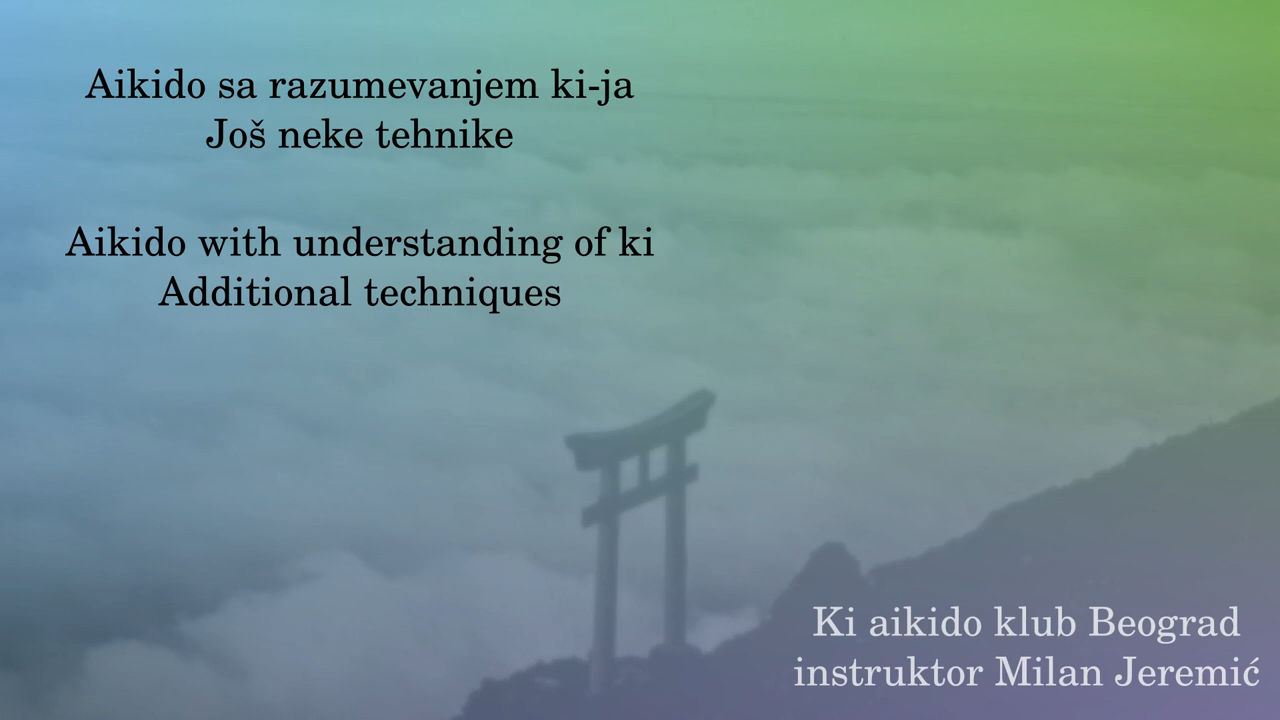 Aikido sa razumevanjem ki-ja
Još neke tehnike
Aikido with understanding of ki
Additional techniques
Ki aikido klub Beograd
instruktor Milan Jeremić